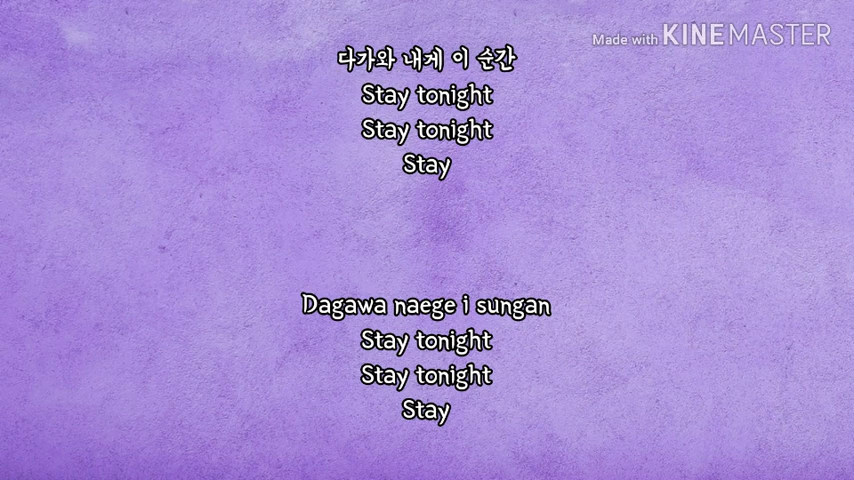 Made with KINEMASTER
다가와 내게 이 순간
Stay tonight
Stay tonight
Stay
Dagawa naege i sungan
Stay tonight
Stay tonight
Stay